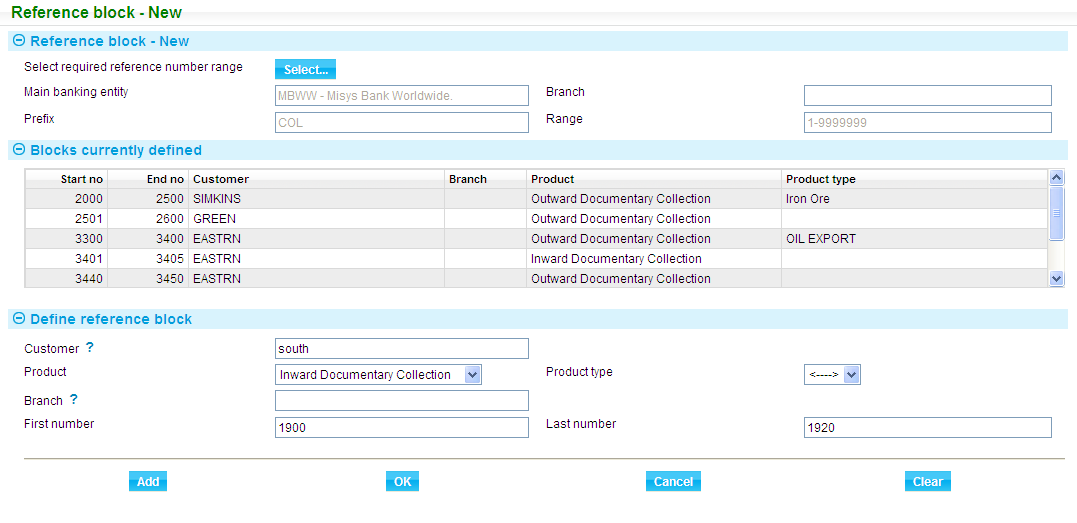 Reference block - New
Reference block - New
Select required reference number range Select...
Main banking entity MBWW - Misys Bank Worldwide. Branch
Prefix COL Range 1-9999999
Blocks currently defined
Start no End no Customer Branch Product Product type
2000 2500 SIMKINS Outward Documentary Collection Iron Ore
2501 2600 GREEN Outward Documentary Collection
3300 3400 EASTRN Outward Documentary Collection OIL EXPORT
3401 3405 EASTRN Inward Documentary Collection
3440 3450 EASTRN Outward Documentary Collection
Define reference block
Customer ? south
Product Inward Documentary Collection Product type <---->
Branch ?
First number 1900 Last number 1920
Add OK Cancel Clear